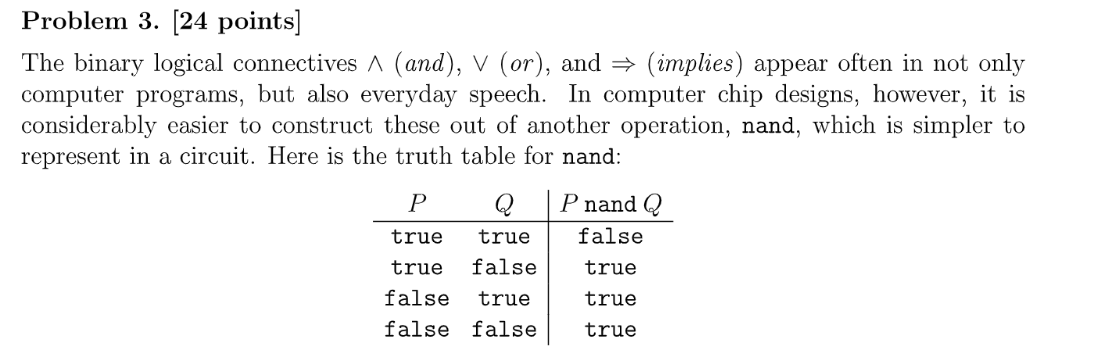 Problem 3. [24 points]
The binary logical connectives ∧ (and), ∨ (or), and ⇒ (implies) appear often in not only
computer programs, but also everyday speech. In computer chip designs, however, it is
considerably easier to construct these out of another operation, nand, which is simpler to
represent in a circuit. Here is the truth table for nand:
P Q P nand Q
true true false
true false true
false true true
false false true